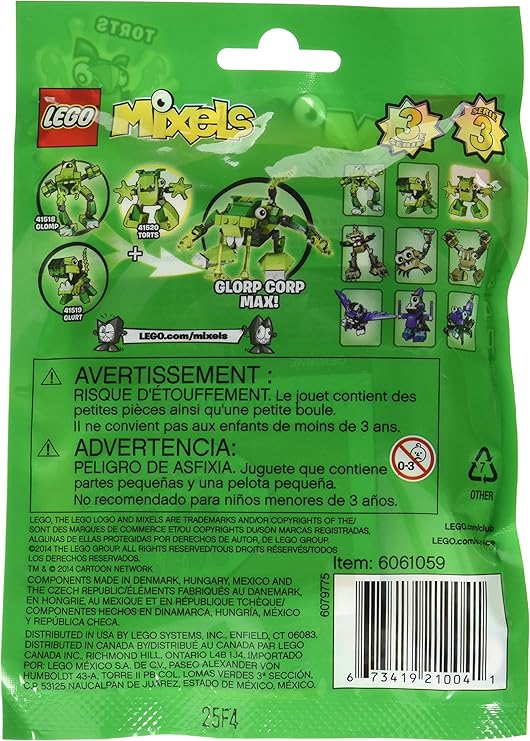 TORTS
LEGO
Mixels
3
SERIE
SERIE
3
41518
GLOMP
41520
TORTS
+
41519
GLURT
GLORP CORP
MAX!
LEGO.com/mixels
AVERTISSEMENT :
RISQUE D'ÉTOUFFEMENT. Le jouet contient des
petites pièces ainsi qu'une petite boule.
Il ne convient pas aux enfants de moins de 3 ans.
ADVERTENCIA:
PELIGRO DE ASFIXIA. Juguete que contiene
partes pequeñas y una pelota pequeña.
No recomendado para niños menores de 3 años.
0-3
7
OTHER
LEGO, THE LEGO LOGO AND MIXELS ARE TRADEMARKS AND/OR COPYRIGHTS OF THE/
SONT DES MARQUES DE COMMERCE ET/OU COPYRIGHTS DU/SON MARCAS REGISTRADAS,
ALGUNAS DE ELLAS PROTEGIDAS POR DERECHOS DE AUTOR, DE LEGO GROUP.
©2014 THE LEGO GROUP. ALL RIGHTS RESERVED/TOUS DROITS RÉSERVÉS/TODOS
LOS DERECHOS RESERVADOS.
TM & © 2014 CARTOON NETWORK
LEGO.com/club
COMPONENTS MADE IN DENMARK, HUNGARY, MEXICO AND
THE CZECH REPUBLIC/ÉLÉMENTS FABRIQUÉS AU DANEMARK,
EN HONGRIE, AU MEXIQUE ET EN RÉPUBLIQUE TCHÈQUE/
COMPONENTES HECHOS EN DINAMARCA, HUNGRÍA, MÉXICO
Y REPÚBLICA CHECA.
DISTRIBUTED IN USA BY LEGO SYSTEMS, INC., ENFIELD, CT 06083.
DISTRIBUTED IN CANADA BY/DISTRIBUÉ AU CANADA PAR LEGO
CANADA INC., RICHMOND HILL, ONTARIO L4B 1J4. IMPORTADO
POR: LEGO MÉXICO S.A. DE C.V., PASEO ALEXANDER VON
HUMBOLDT 43-A, TORRE II PB COL. LOMAS VERDES 3ª SECCIÓN,
C.P. 53125 NAUCALPAN DE JUÁREZ, ESTADO DE MÉXICO, MÉXICO.
6079775
Item: 6061059
6 73419 21004 1
25F4